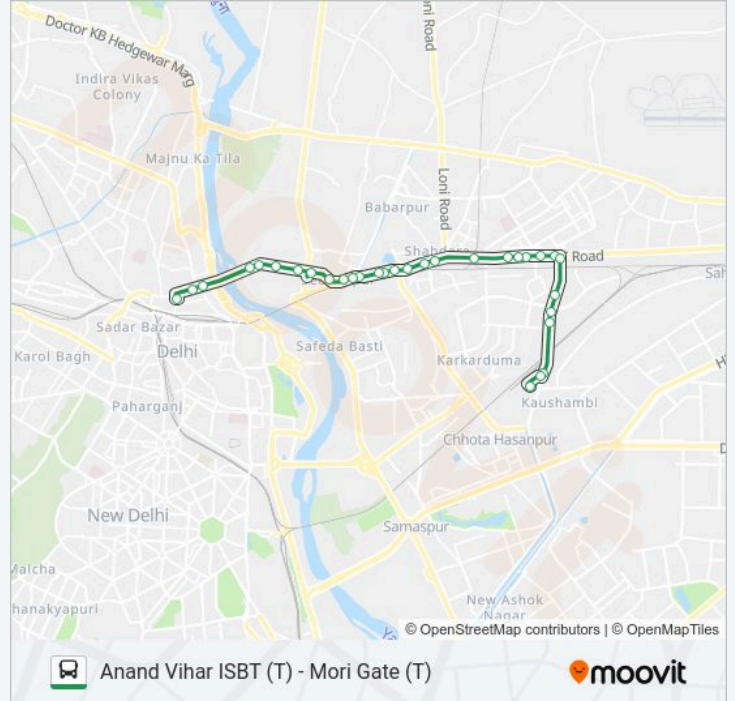 Doctor KB Hedgewar Marg
ni Road
Indira Vikas
Colony
Majnu Ka Tila
Loni Road
Babarpur
Shahdara
Road
Sah
Sadar Bazar
Delhi
Karol Bagh
Safeda Basti
Karkarduma
Paharganj
Kaushambi
Chhota Hasanpur
New Delhi
Samaspur
Malcha
hanakyapuri
New Ashok
Nagar
© OpenStreetMap contributors | © OpenMapTiles
Anand Vihar ISBT (T) - Mori Gate (T)
moovit